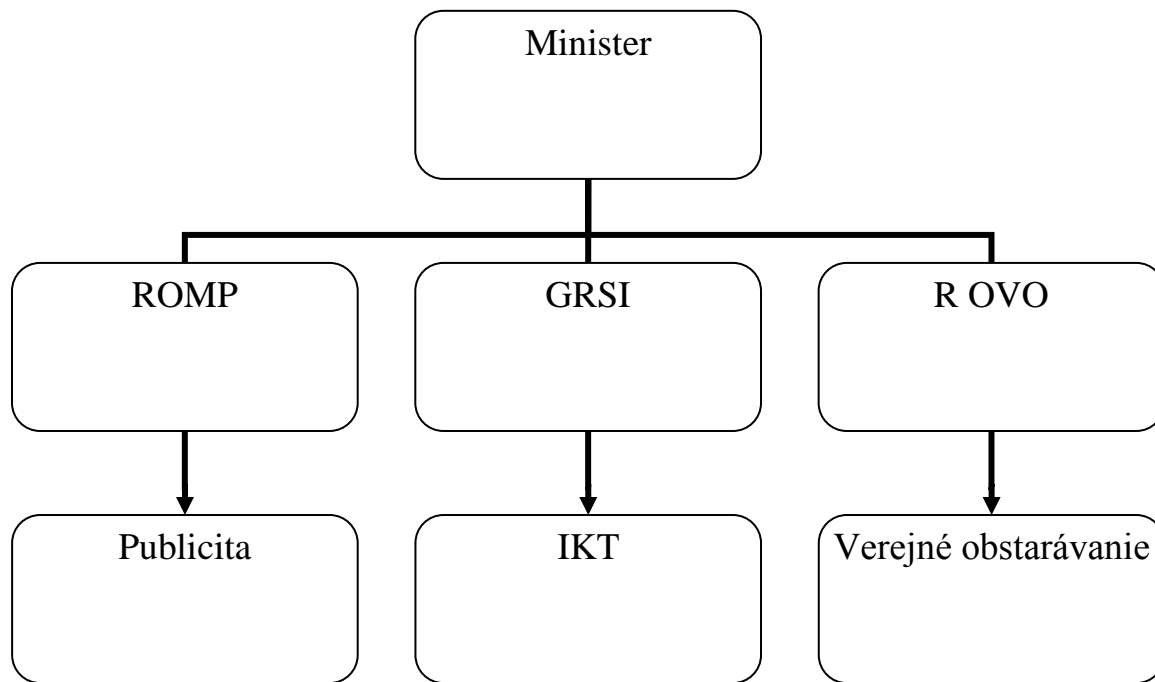 Minister
ROMP
GRSI
R OVO
Publicita
IKT
Verejné obstarávanie